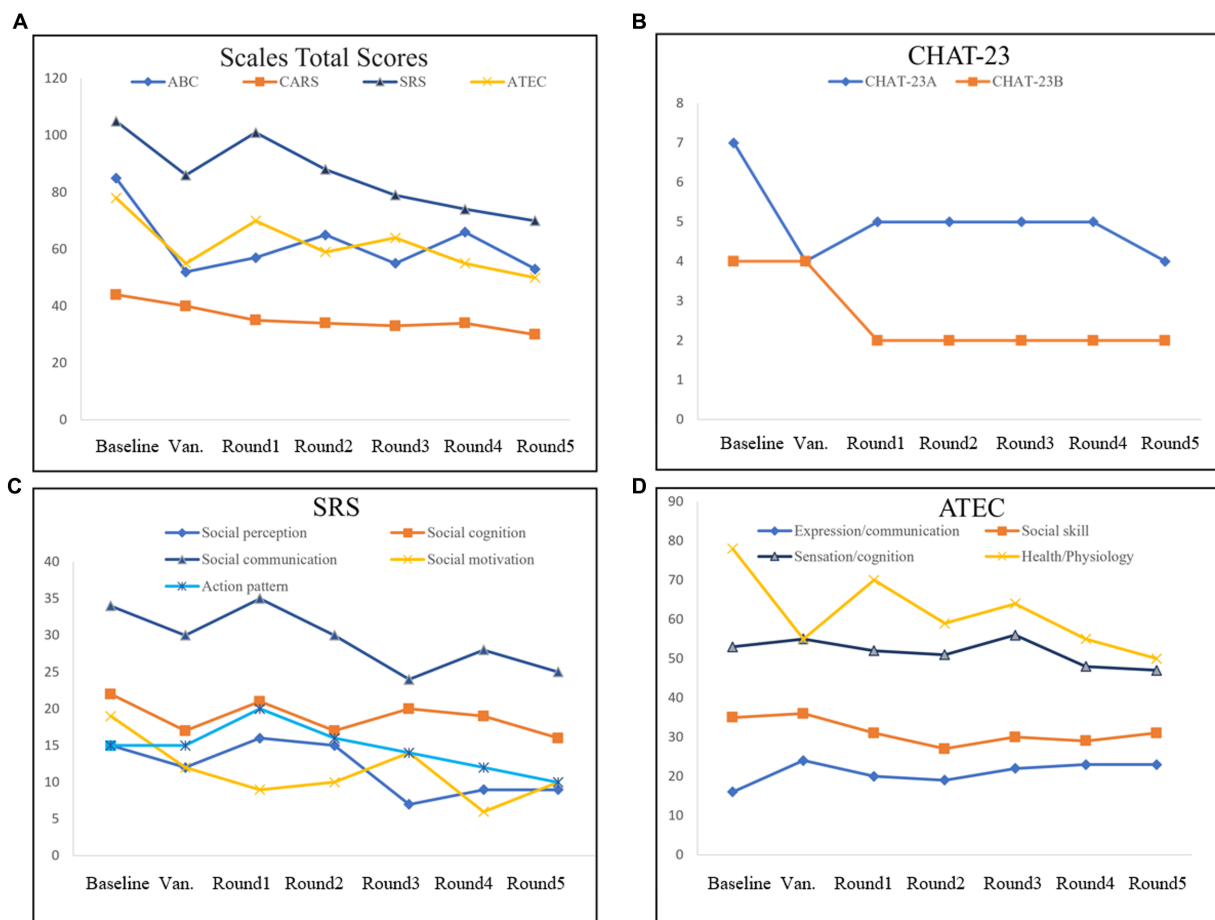 A
Scales Total Scores
ABC CARS SRS ATEC
120
100
80
60
40
20
0
Baseline Van. Round1 Round2 Round3 Round4 Round5
B
CHAT-23
CHAT-23A CHAT-23B
8
7
6
5
4
3
2
1
0
Baseline Van. Round1 Round2 Round3 Round4 Round5
C
SRS
Social perception Social cognition
Social communication Social motivation
Action pattern
40
35
30
25
20
15
10
5
0
Baseline Van. Round1 Round2 Round3 Round4 Round5
D
ATEC
Expression/communication Social skill
Sensation/cognition Health/Physiology
90
80
70
60
50
40
30
20
10
0
Baseline Van. Round1 Round2 Round3 Round4 Round5